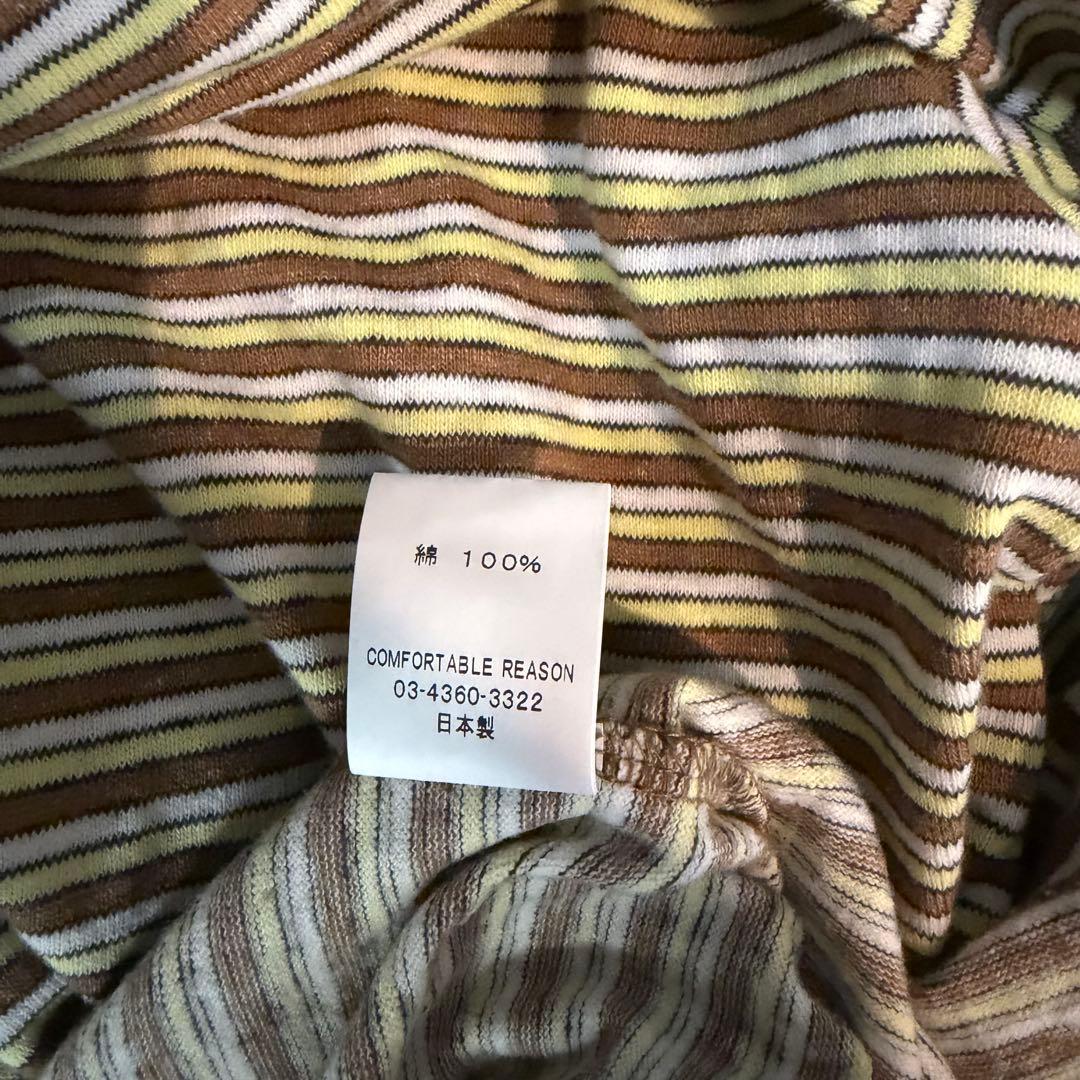 綿 100%
COMFORTABLE REASON
03-4360-3322
日本製